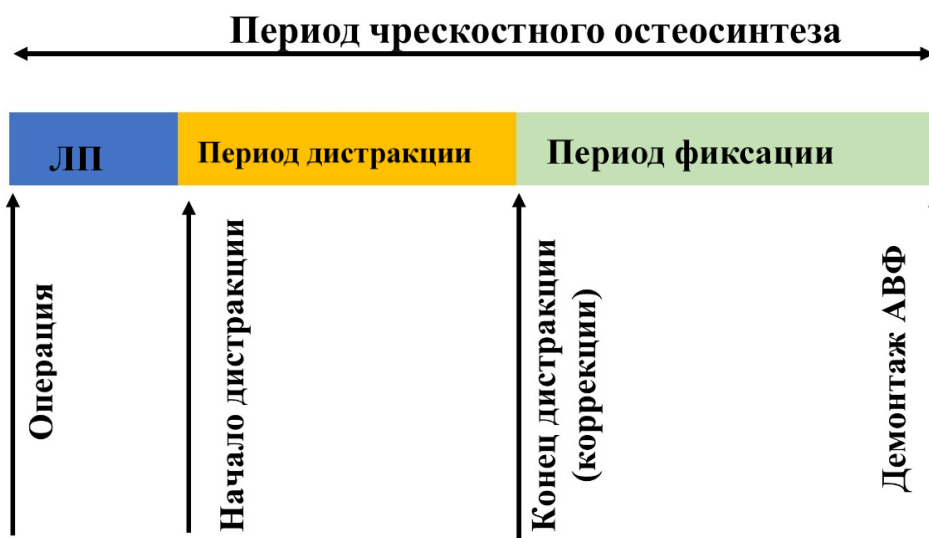 Период чрескостного остеосинтеза
ЛП
Период дистракции
Период фиксации
Операция
Начало дистракции
Конец дистракции
(коррекции)
Демонтаж АВФ